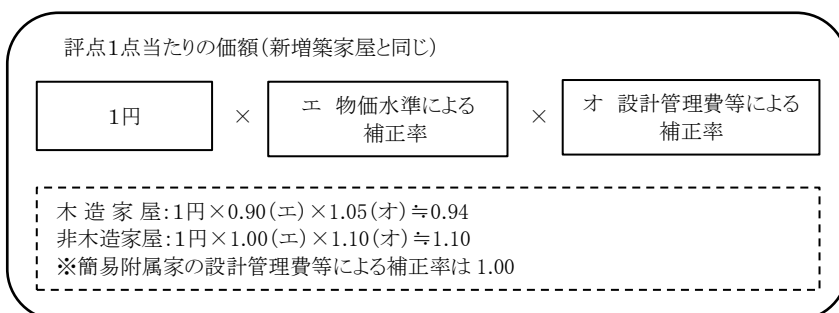 評点1点当たりの価額(新増築家屋と同じ)
1円 × エ 物価水準による × オ 設計管理費等による
補正率 補正率
木 造 家 屋:1円×0.90(エ)×1.05(オ)≒0.94
非木造家屋:1円×1.00(エ)×1.10(オ)≒1.10
※簡易附属家の設計管理費等による補正率は 1.00